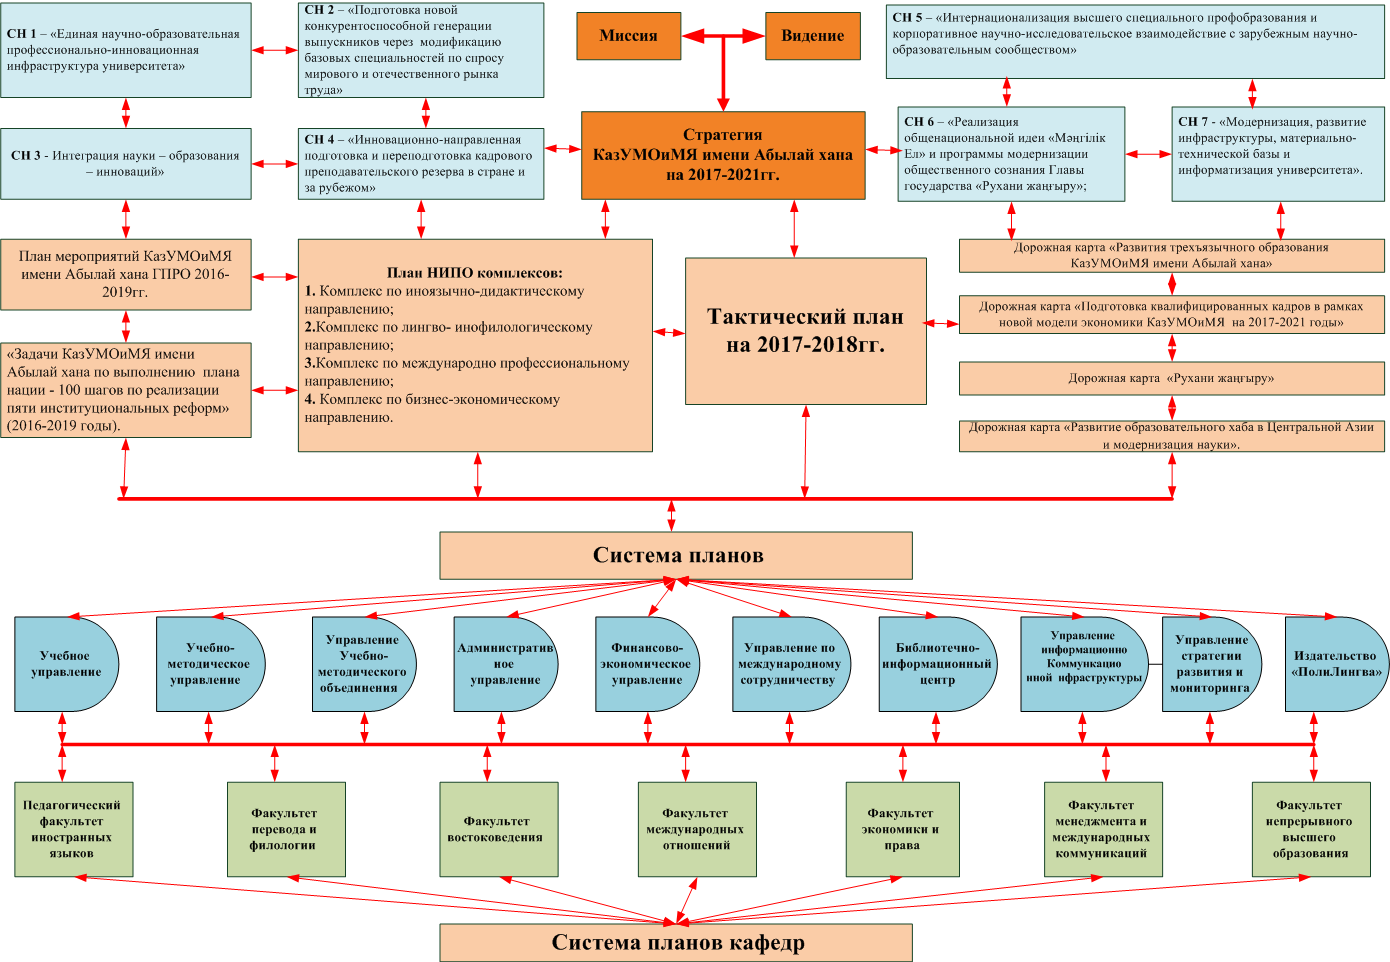 СН 1 – «Единая научно-образовательная
профессионально-инновационная
инфраструктура университета»
СН 2 – «Подготовка новой
конкурентоспособной генерации
выпускников через модификацию
базовых специальностей по спросу
мирового и отечественного рынка
труда»
Миссия
Видение
СН 5 – «Интернационализация высшего специального профобразования и
корпоративное научно-исследовательское взаимодействие с зарубежным научно-
образовательным сообществом»
СН 3 - Интеграция науки – образования
– инноваций»
СН 4 – «Инновационно-направленная
подготовка и переподготовка кадрового
преподавательского резерва в стране и
за рубежом»
Стратегия
КазУМОиМЯ имени Абылай хана
на 2017-2021гг.
СН 6 – «Реализация
общенациональной идеи «Мәңгілік
Ел» и программы модернизации
общественного сознания Главы
государства «Рухани жаңғыру»;
СН 7 - «Модернизация, развитие
инфраструктуры, материально-
технической базы и
информатизация университета».
План мероприятий КазУМОиМЯ
имени Абылай хана ГПРО 2016-
2019гг.
План НИПО комплексов:
1. Комплекс по иноязычно-дидактическому
направлению;
2.Комплекс по лингво- инофилологическому
направлению;
3.Комплекс по международно профессиональному
направлению;
4. Комплекс по бизнес-экономическому
направлению.
Тактический план
на 2017-2018гг.
Дорожная карта «Развития трехъязычного образования
КазУМОиМЯ имени Абылай хана»
Дорожная карта «Подготовка квалифицированных кадров в рамках
новой модели экономики КазУМОиМЯ на 2017-2021 годы»
«Задачи КазУМОиМЯ имени
Абылай хана по выполнению плана
нации - 100 шагов по реализации
пяти институциональных реформ»
(2016-2019 годы).
Дорожная карта «Рухани жаңғыру»
Дорожная карта «Развитие образовательного хаба в Центральной Азии
и модернизация науки».
Система планов
Учебное
управление
Учебно-
методическое
управление
Управление
Учебно-
методического
объединения
Административ
ное
управление
Финансово-
экономическое
управление
Управление по
международному
сотрудничеству
Библиотечно-
информационный
центр
Управление
информационно
Коммуникацио
нной нфраструктуры
Управление
стратегии
развития и
мониторинга
Издательство
«ПолиЛингва»
Педагогический
факультет
иностранных
языков
Факультет
перевода и
филологии
Факультет
востоковедения
Факультет
международных
отношений
Факультет
экономики и
права
Факультет
менеджмента и
международных
коммуникаций
Факультет
непрерывного
высшего
образования
Система планов кафедр